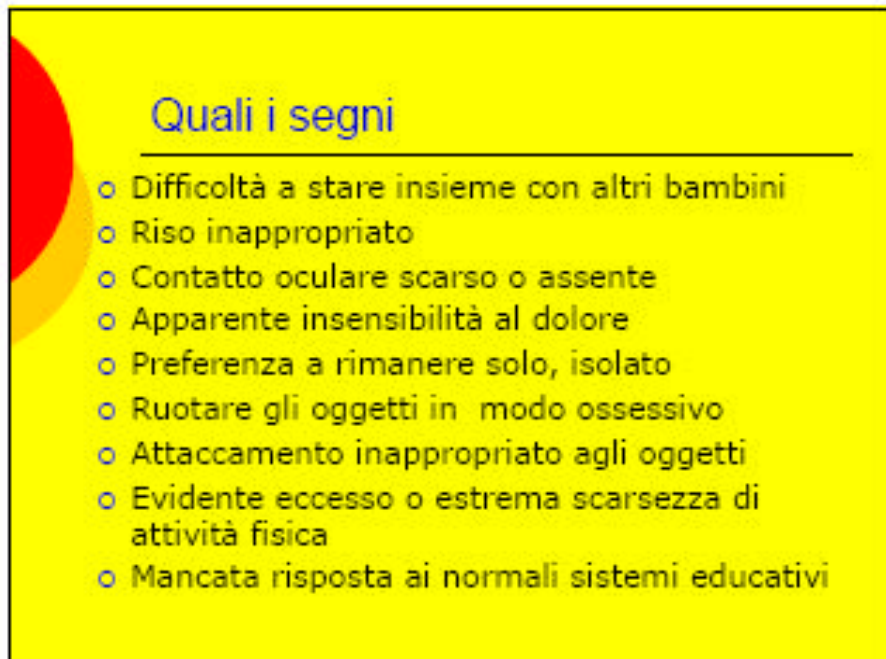 Quali i segni
Difficoltà a stare insieme con altri bambini
Riso inappropriato
Contatto oculare scarso o assente
Apparente insensibilità al dolore
Preferenza a rimanere solo, isolato
Ruotare gli oggetti in  modo ossessivo
Attaccamento inappropriato agli oggetti
Evidente eccesso o estrema scarsezza di
attività fisica
Mancata risposta ai normali sistemi educativi